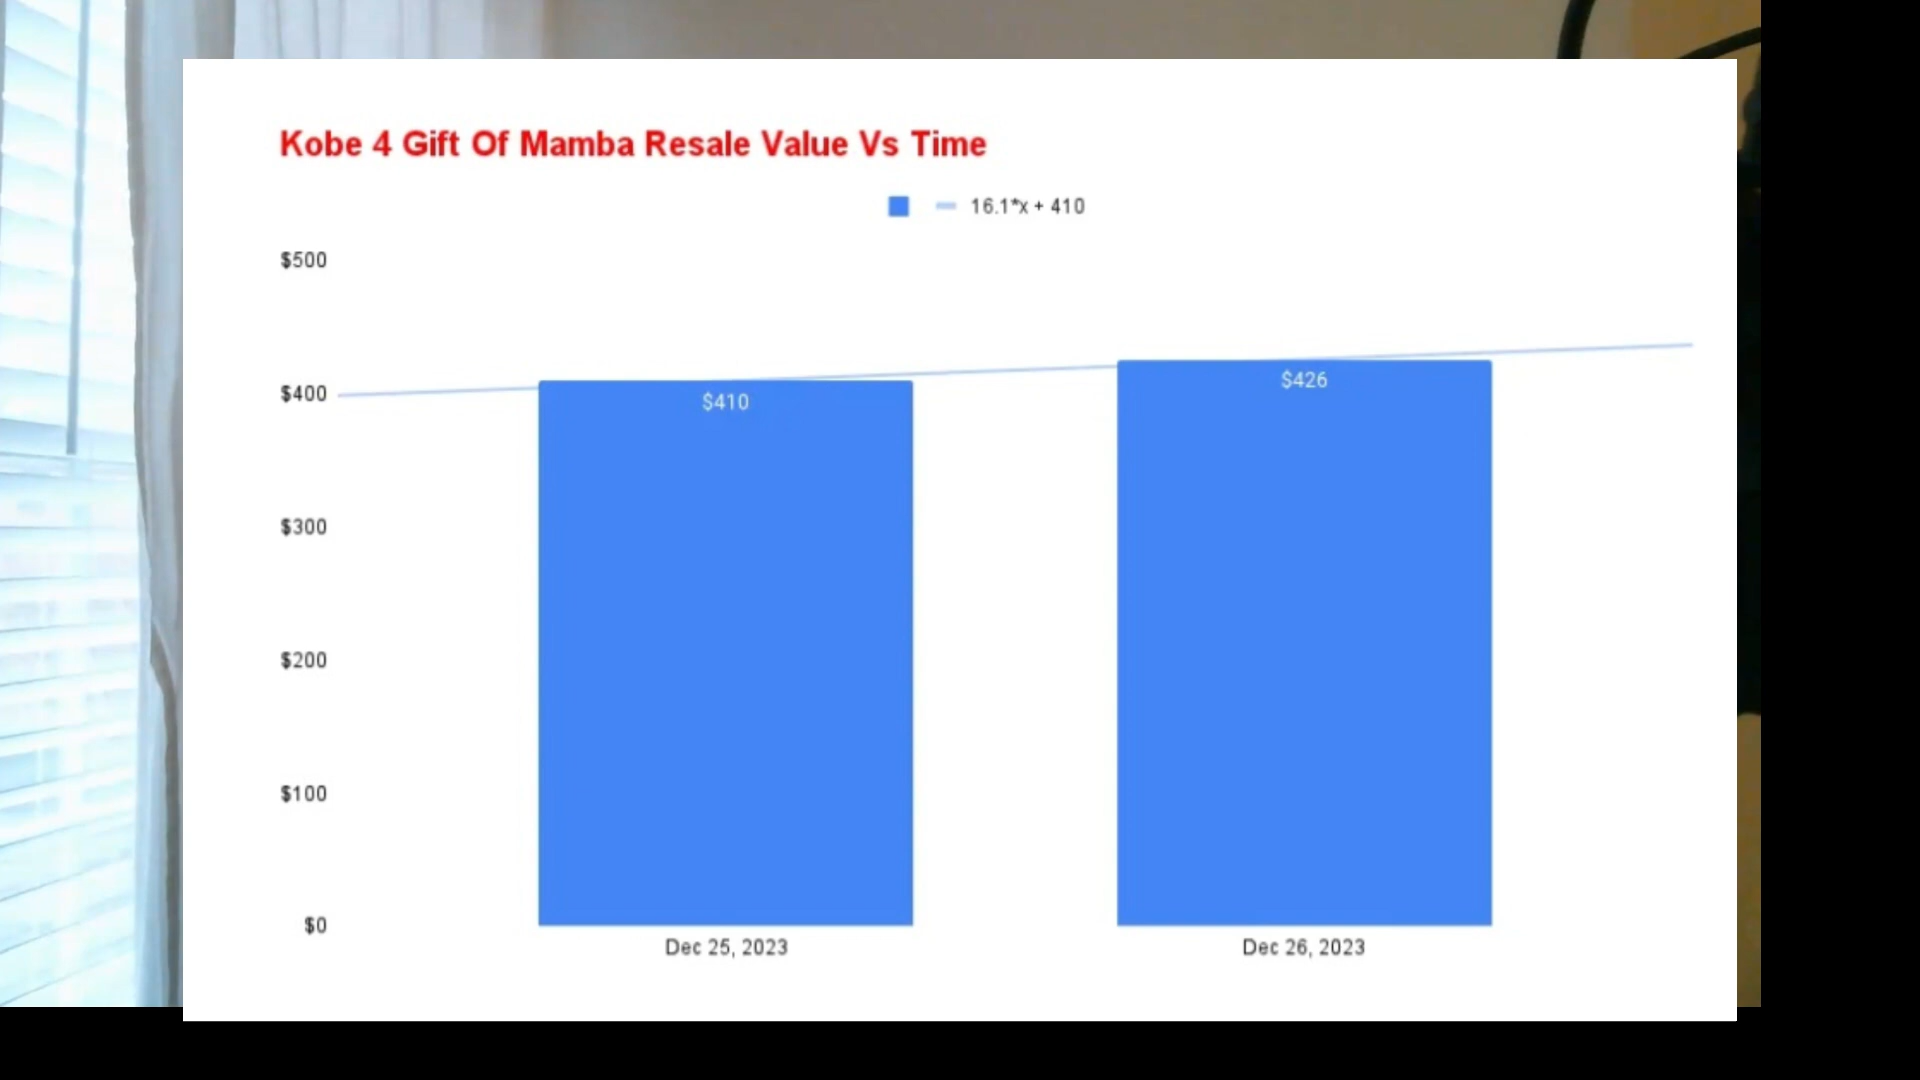 Kobe 4 Gift Of Mamba Resale Value Vs Time
16.1*x + 410
$500
$400
$300
$200
$100
$0
$410
$426
Dec 25, 2023
Dec 26, 2023